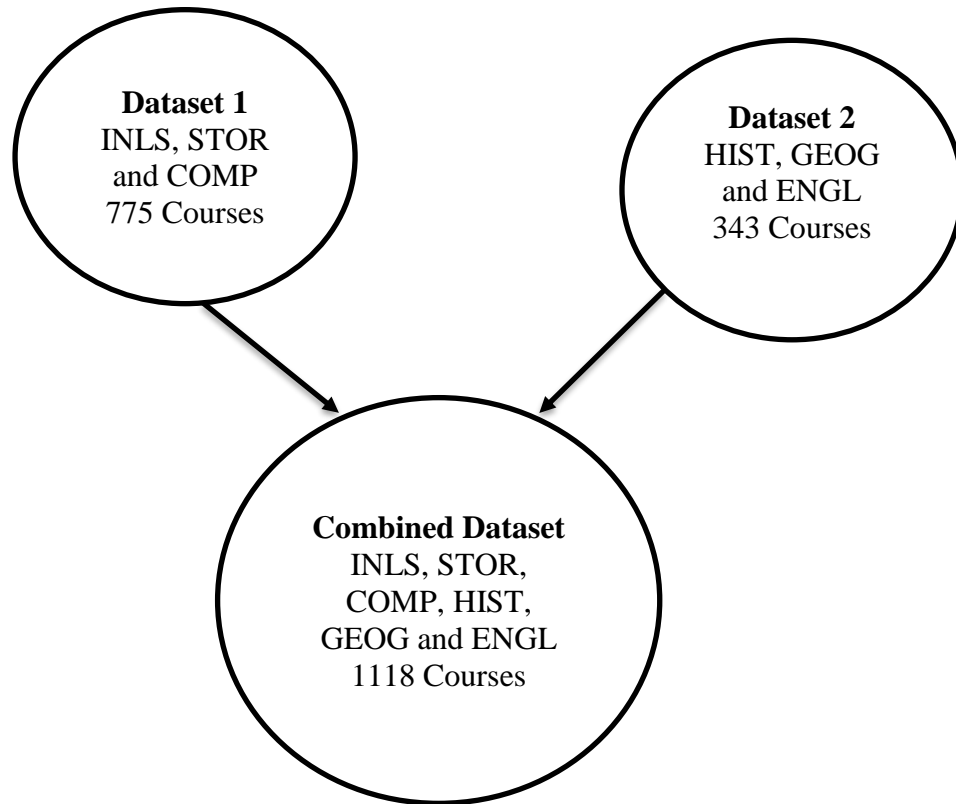 Dataset 1
INLS, STOR
and COMP
775 Courses
Dataset 2
HIST, GEOG
and ENGL
343 Courses
Combined Dataset
INLS, STOR,
COMP, HIST,
GEOG and ENGL
1118 Courses